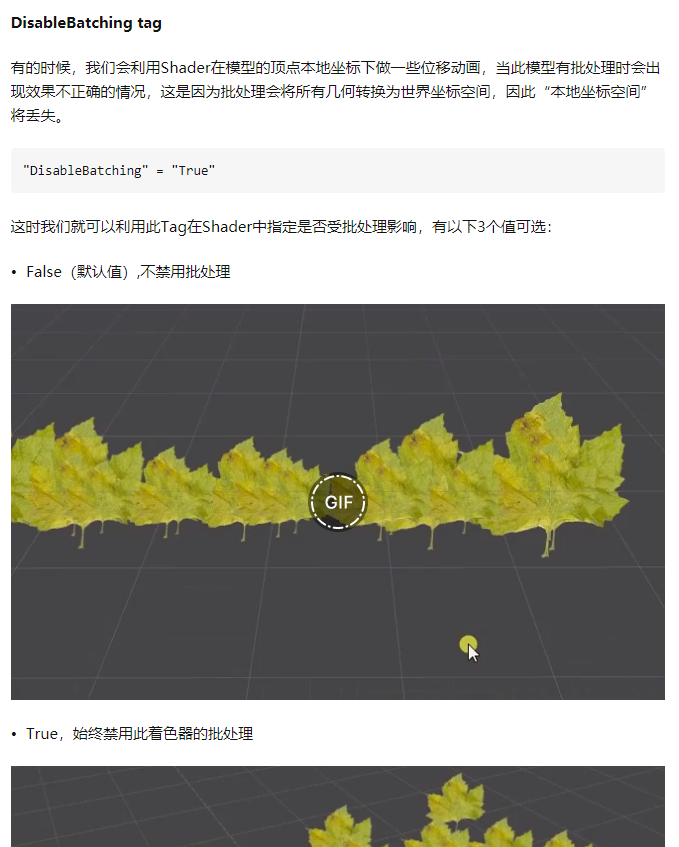 DisableBatching tag
有的时候，我们会利用Shader在模型的顶点本地坐标下做一些位移动画，当此模型有批处理时会出
现效果不正确的情况，这是因为批处理会将所有几何转换为世界坐标空间，因此“本地坐标空间”
将丢失。
"DisableBatching" = "True"
这时我们就可以利用此Tag在Shader中指定是否受批处理影响，有以下3个值可选：
• False（默认值）,不禁用批处理
GIF
• True，始终禁用此着色器的批处理